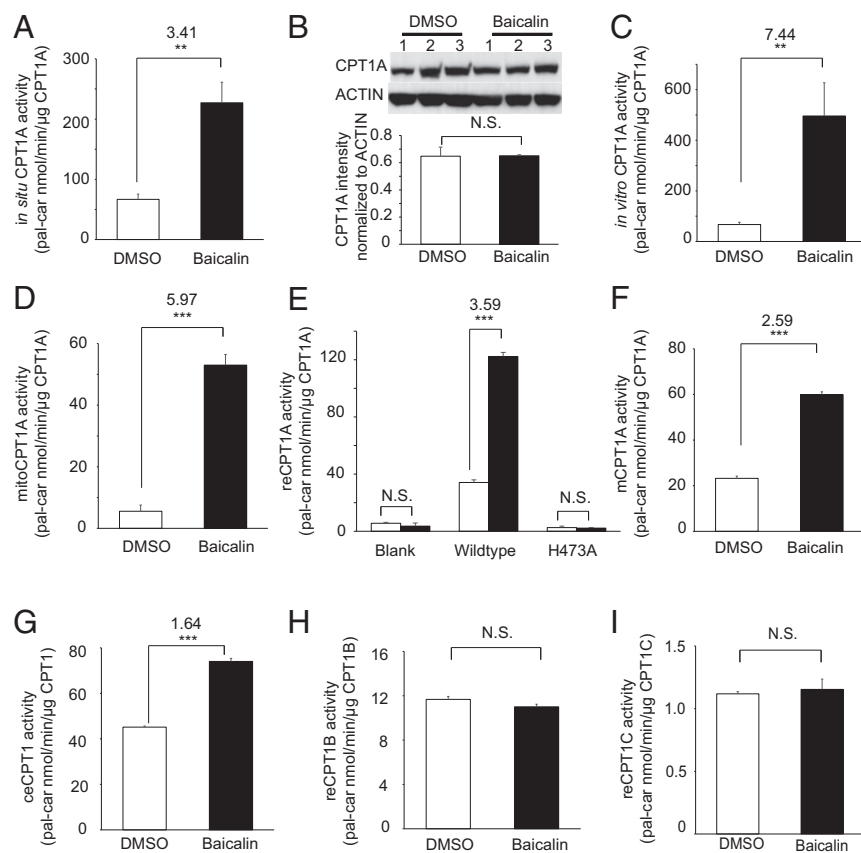 A
3.41
**
in situ CPT1A activity
(pal-car nmol/min/µg CPT1A)
300
200
100
0
DMSO
Baicalin
B
DMSO Baicalin
1 2 3 1 2 3
CPT1A
ACTIN
N.S.
CPT1A intensity
normalized to ACTIN
0.8
0.6
0.4
0.2
0
DMSO
Baicalin
C
7.44
**
in vitro CPT1A activity
(pal-car nmol/min/µg CPT1A)
800
600
400
200
0
DMSO
Baicalin
D
5.97
***
mitoCPT1A activity
(pal-car nmol/min/µg CPT1A)
60
40
20
0
DMSO
Baicalin
E
3.59
***
reCPT1A activity
(pal-car nmol/min/µg CPT1A)
160
120
80
40
0
N.S.
N.S.
Blank
Wildtype
H473A
F
2.59
***
mCPT1A activity
(pal-car nmol/min/µg CPT1A)
80
60
40
20
0
DMSO
Baicalin
G
1.64
***
ceCPT1 activity
(pal-car nmol/min/µg CPT1)
80
60
40
20
0
DMSO
Baicalin
H
N.S.
reCPT1B activity
(pal-car nmol/min/µg CPT1B)
16
12
8
4
0
DMSO
Baicalin
I
N.S.
reCPT1C activity
(pal-car nmol/min/µg CPT1C)
1.5
1.0
0.5
0
DMSO
Baicalin